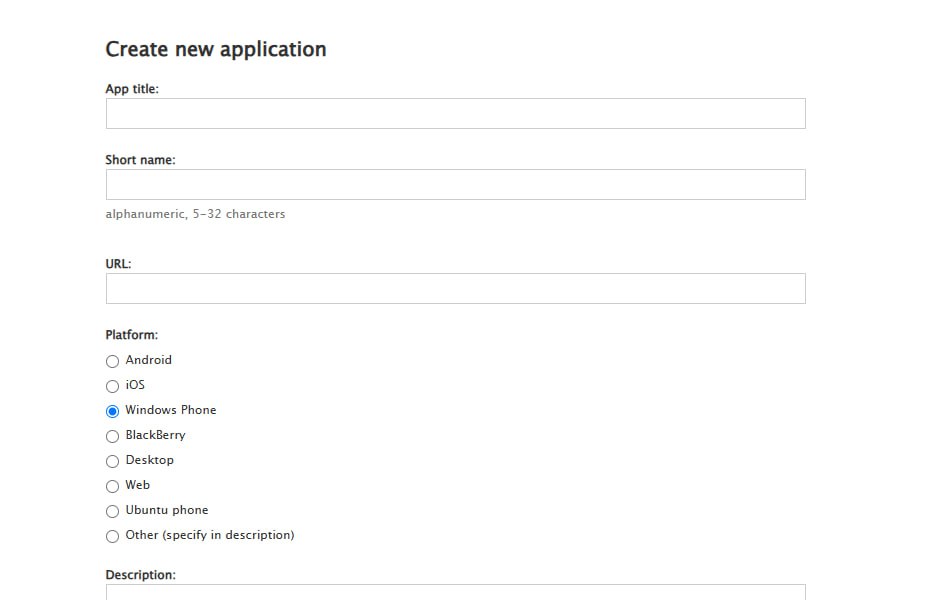 Create new application
App title:
Short name:
alphanumeric, 5-32 characters
URL:
Platform:
Android
iOS
Windows Phone
BlackBerry
Desktop
Web
Ubuntu phone
Other (specify in description)
Description: